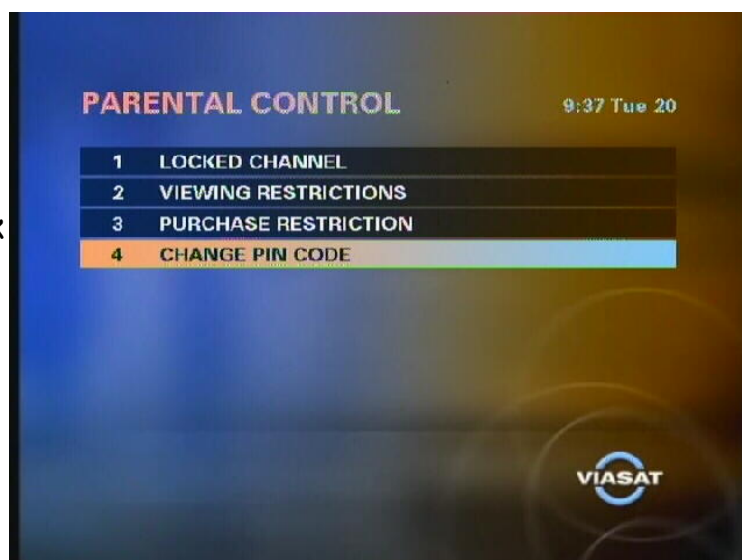 PARENTAL CONTROL
9:37 Tue 20
1 LOCKED CHANNEL
2 VIEWING RESTRICTIONS
3 PURCHASE RESTRICTION
4 CHANGE PIN CODE
VIASAT